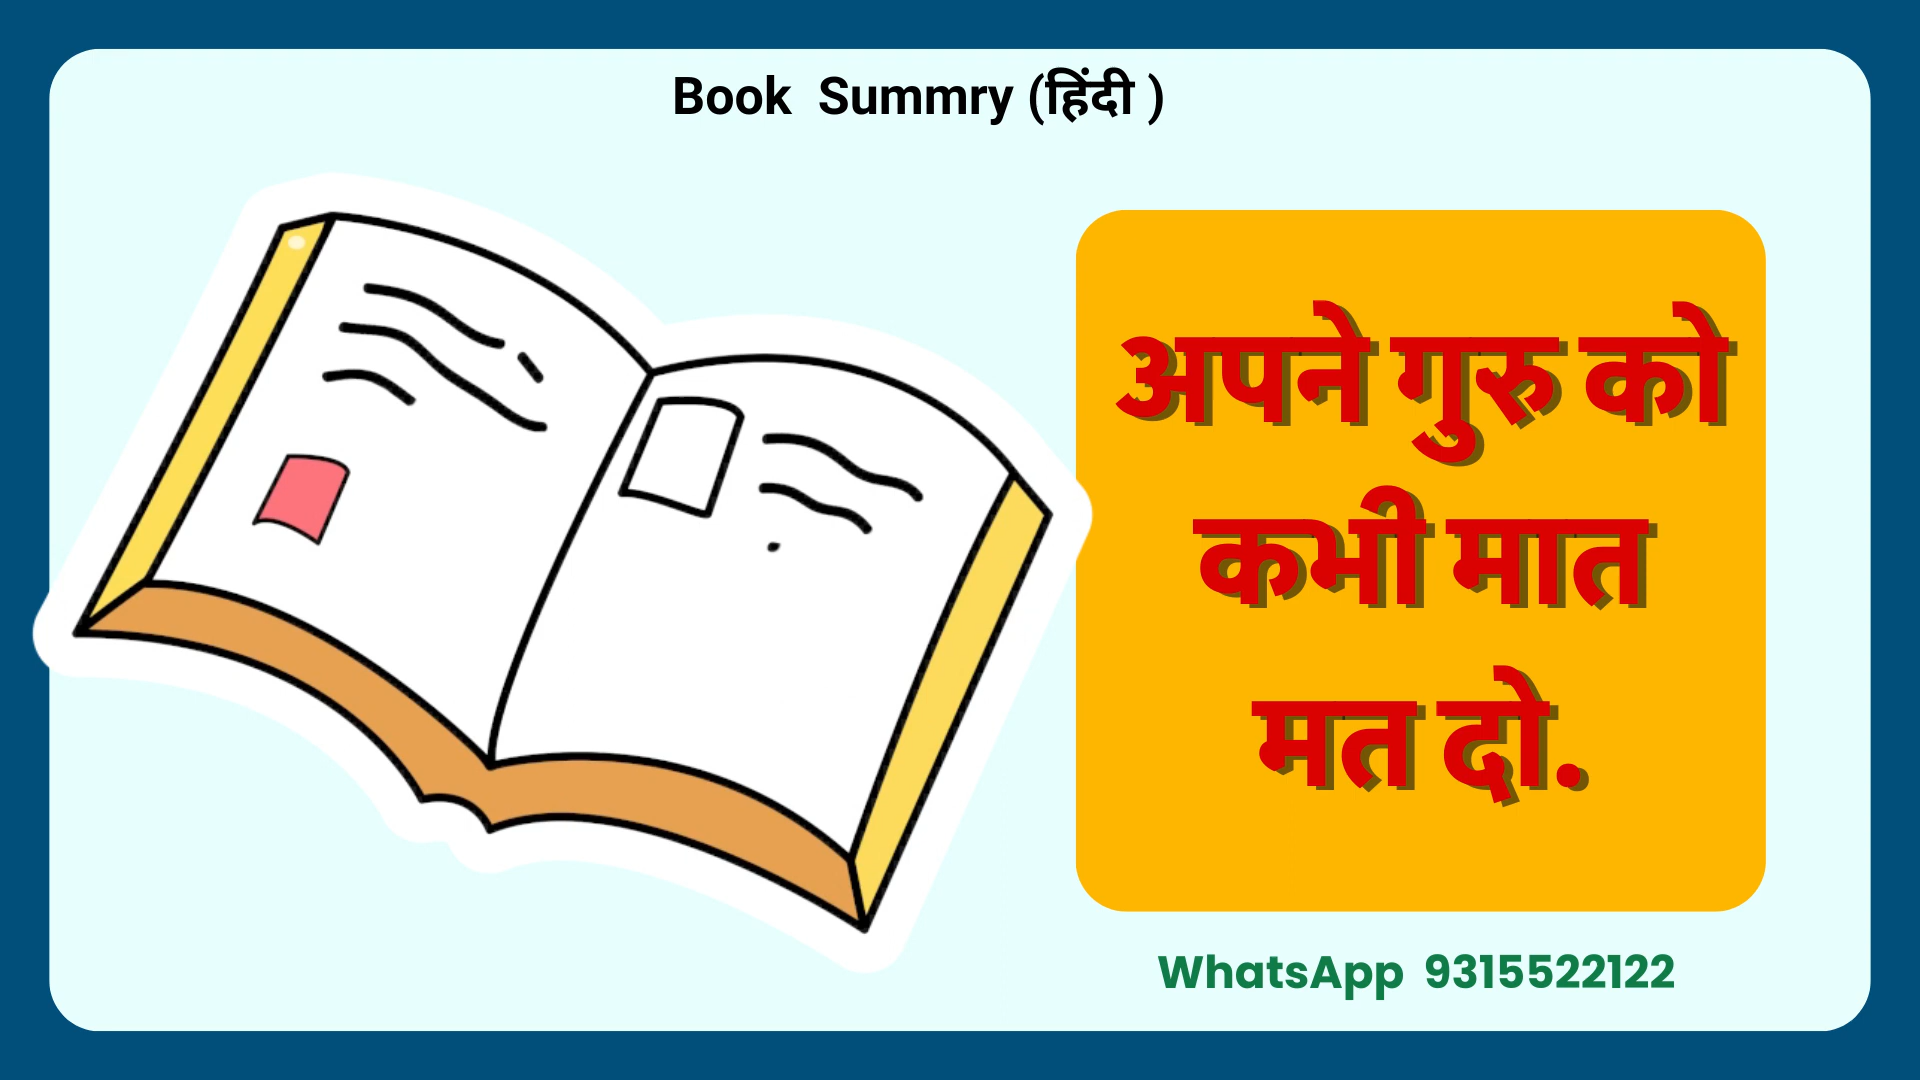 Book Summry (हिंदी )
अपने गुरु को
कभी मात
मत दो.
WhatsApp 9315522122